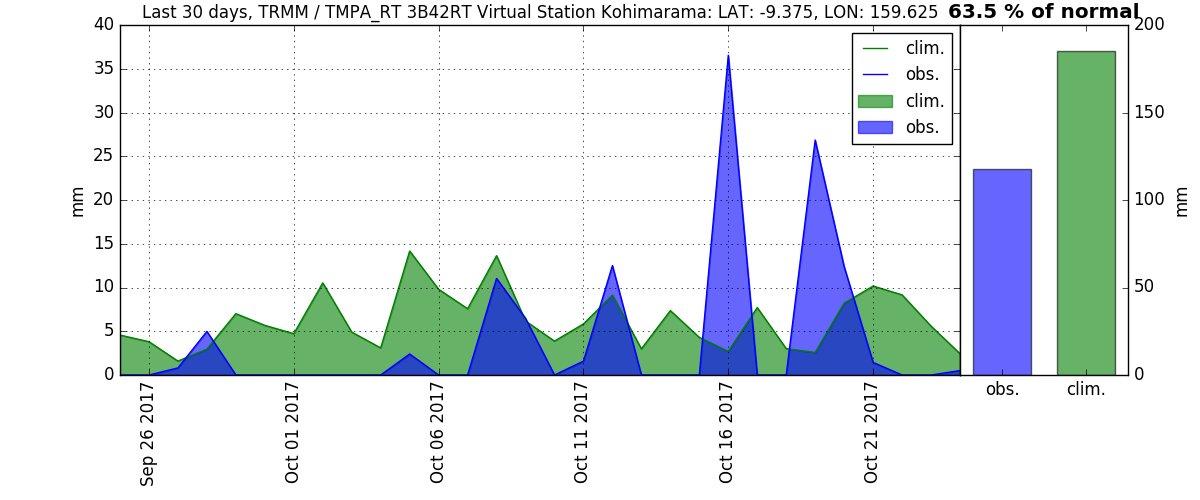 Last 30 days, TRMM / TMPA_RT 3B42RT Virtual Station Kohimarama: LAT: -9.375, LON: 159.625 63.5 % of normal
40
35
30
25
20
15
10
5
0
mm
clim.
obs.
clim.
obs.
Sep 26 2017
Oct 01 2017
Oct 06 2017
Oct 11 2017
Oct 16 2017
Oct 21 2017
200
150
100
50
0
mm
obs. clim.